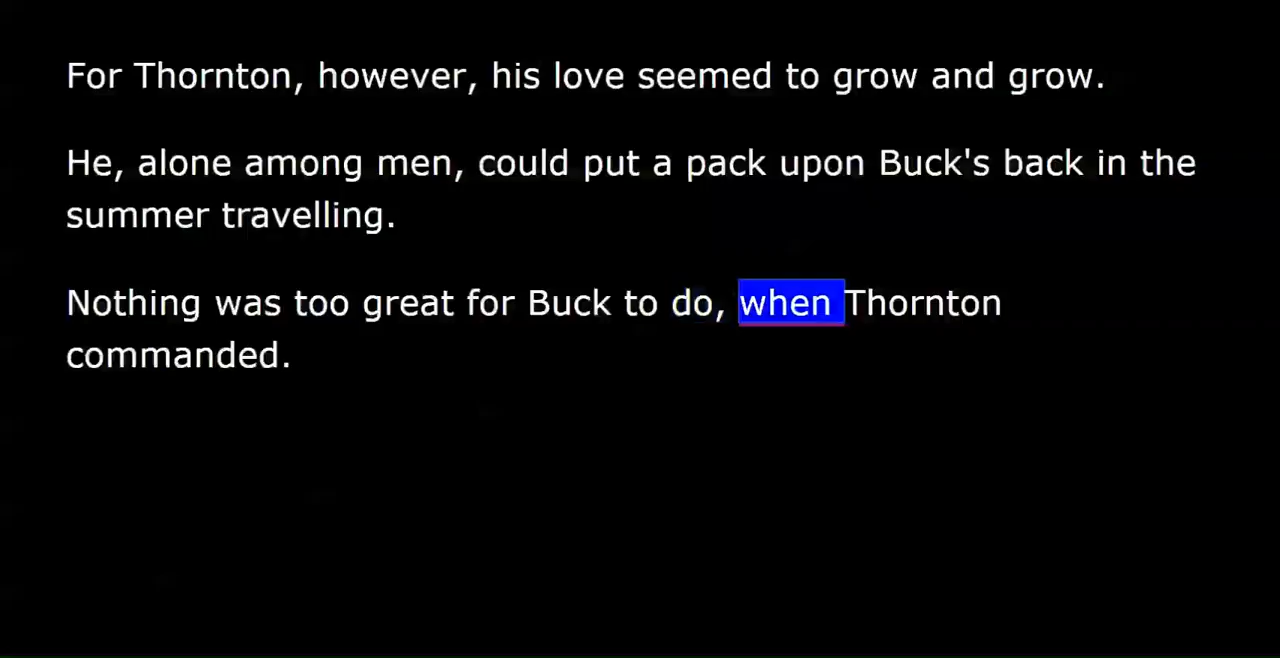 For Thornton, however, his love seemed to grow and grow.
He, alone among men, could put a pack upon Buck's back in the
summer travelling.
Nothing was too great for Buck to do, when Thornton
commanded.